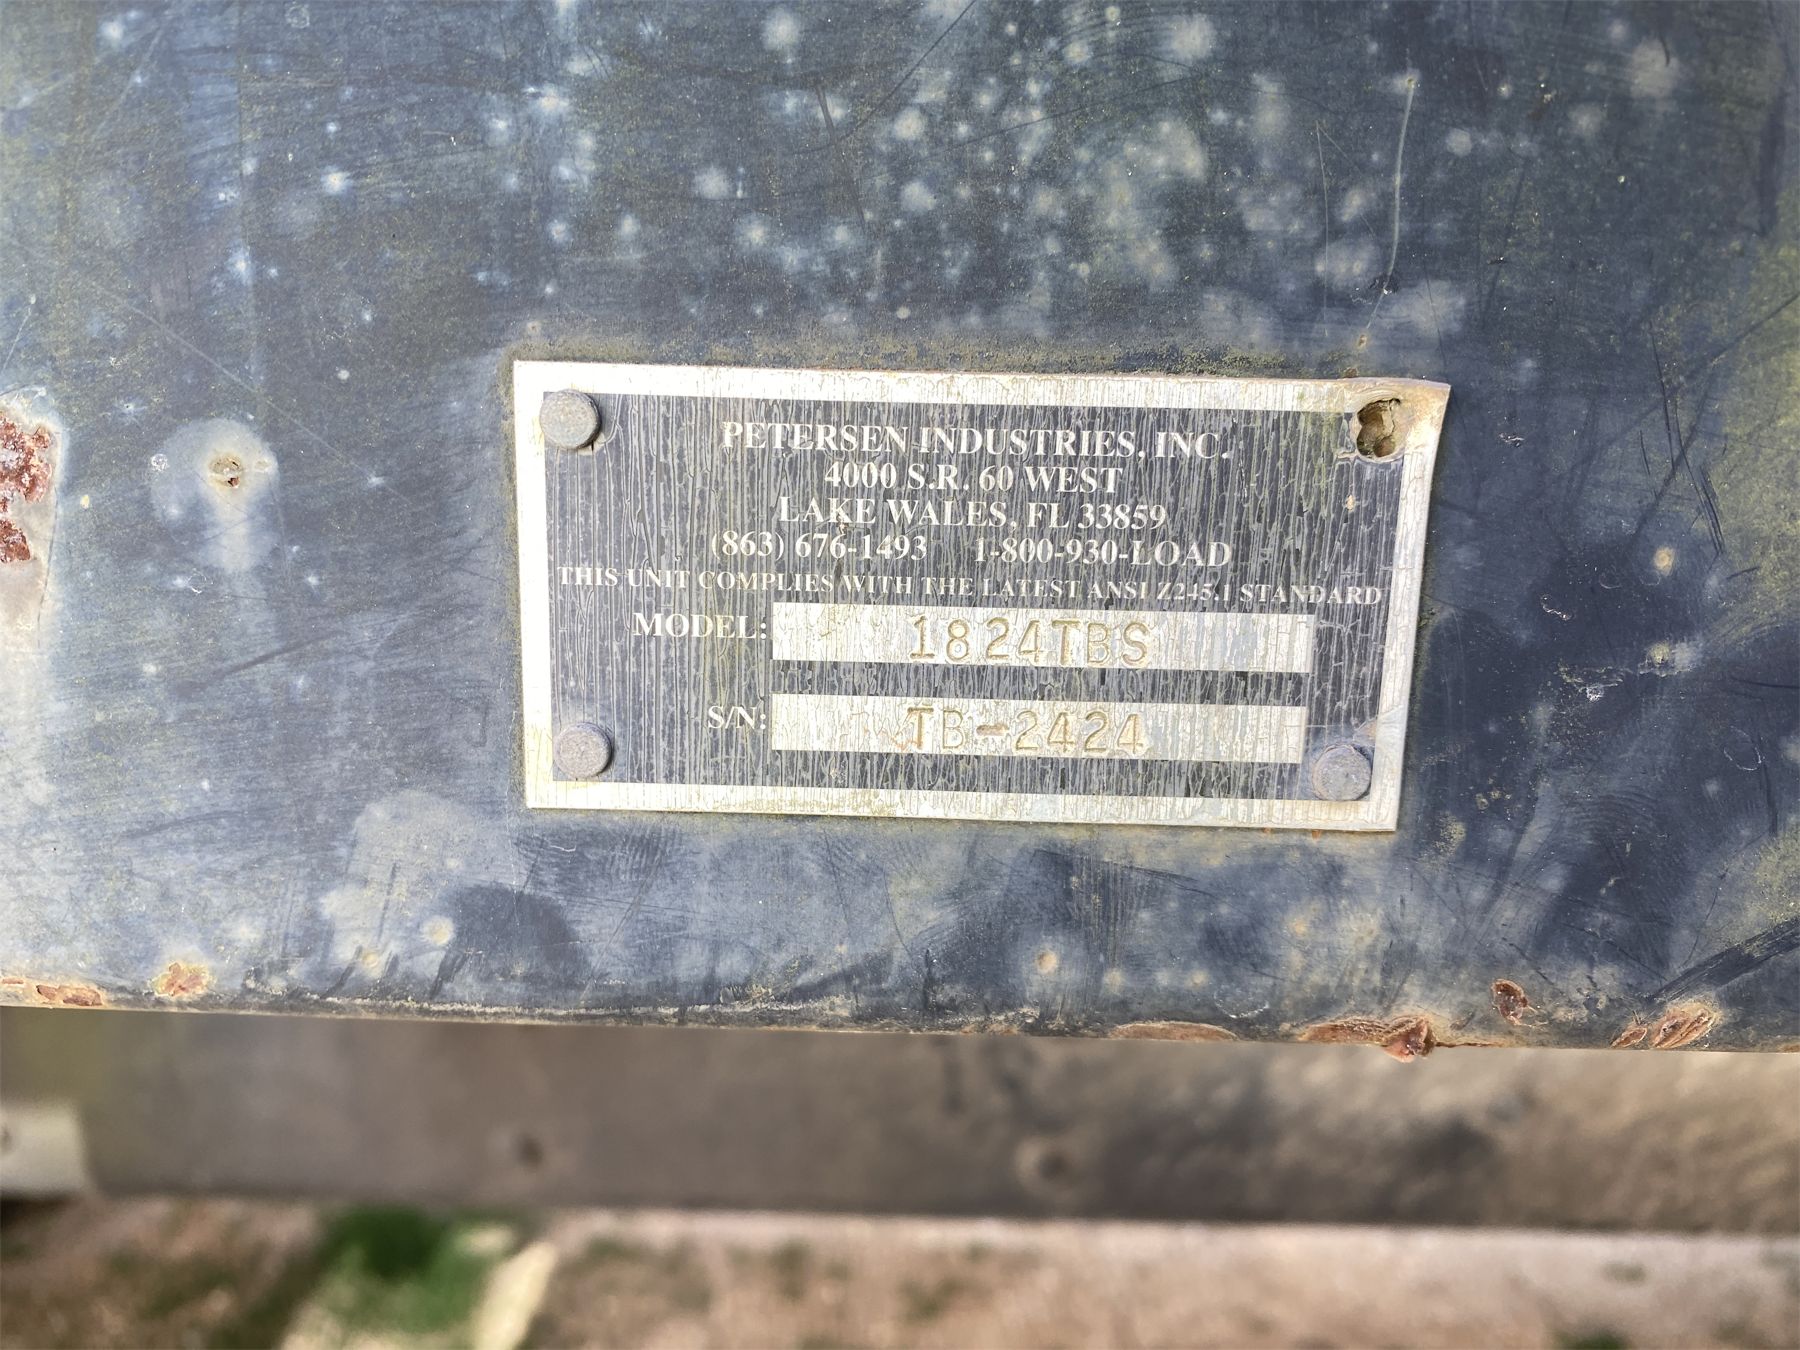 PETERSEN INDUSTRIES, INC.
4000 S.R. 60 WEST
LAKE WALES, FL 33859
(863) 676-1493 1-800-930-LOAD
THIS UNIT COMPLIES WITH THE LATEST ANSI Z245.1 STANDARD
MODEL: 1824TBS
S/N: TB-2424